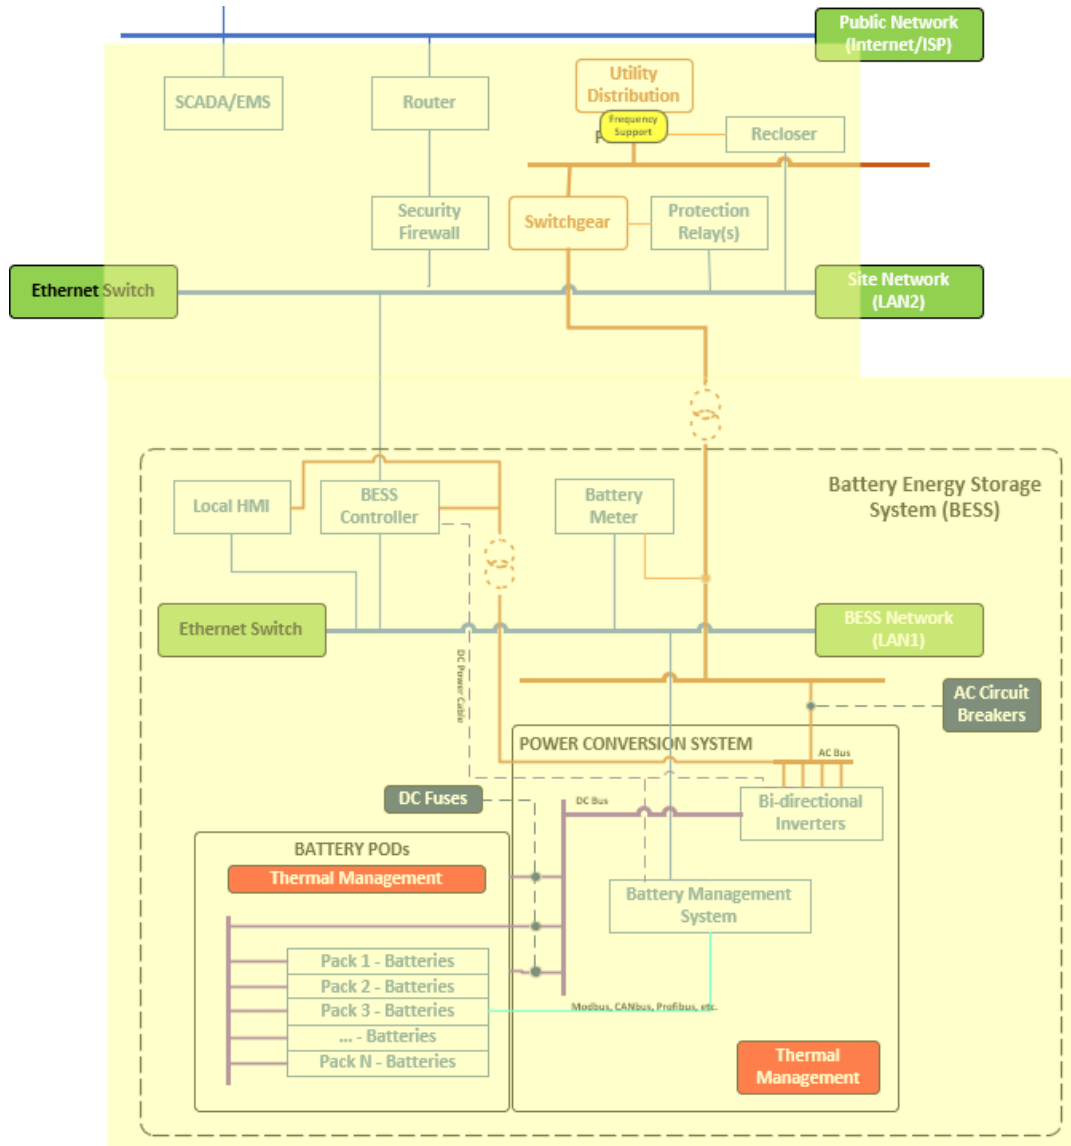 Public Network
(Internet/ISP)
SCADA/EMS
Router
Utility
Distribution
Frequency
Support
P
Recloser
Security
Firewall
Switchgear
Protection
Relay(s)
Ethernet Switch
Site Network
(LAN2)
Local HMI
BESS
Controller
Battery
Meter
Battery Energy Storage
System (BESS)
Ethernet Switch
BESS Network
(LAN1)
DC Power Cable
AC Circuit
Breakers
POWER CONVERSION SYSTEM
AC Bus
DC Fuses
DC Bus
Bi-directional
Inverters
BATTERY PODs
Thermal Management
Battery Management
System
Pack 1 - Batteries
Pack 2 - Batteries
Pack 3 - Batteries
... - Batteries
Pack N - Batteries
Modbus, CANbus, Profibus, etc.
Thermal
Management